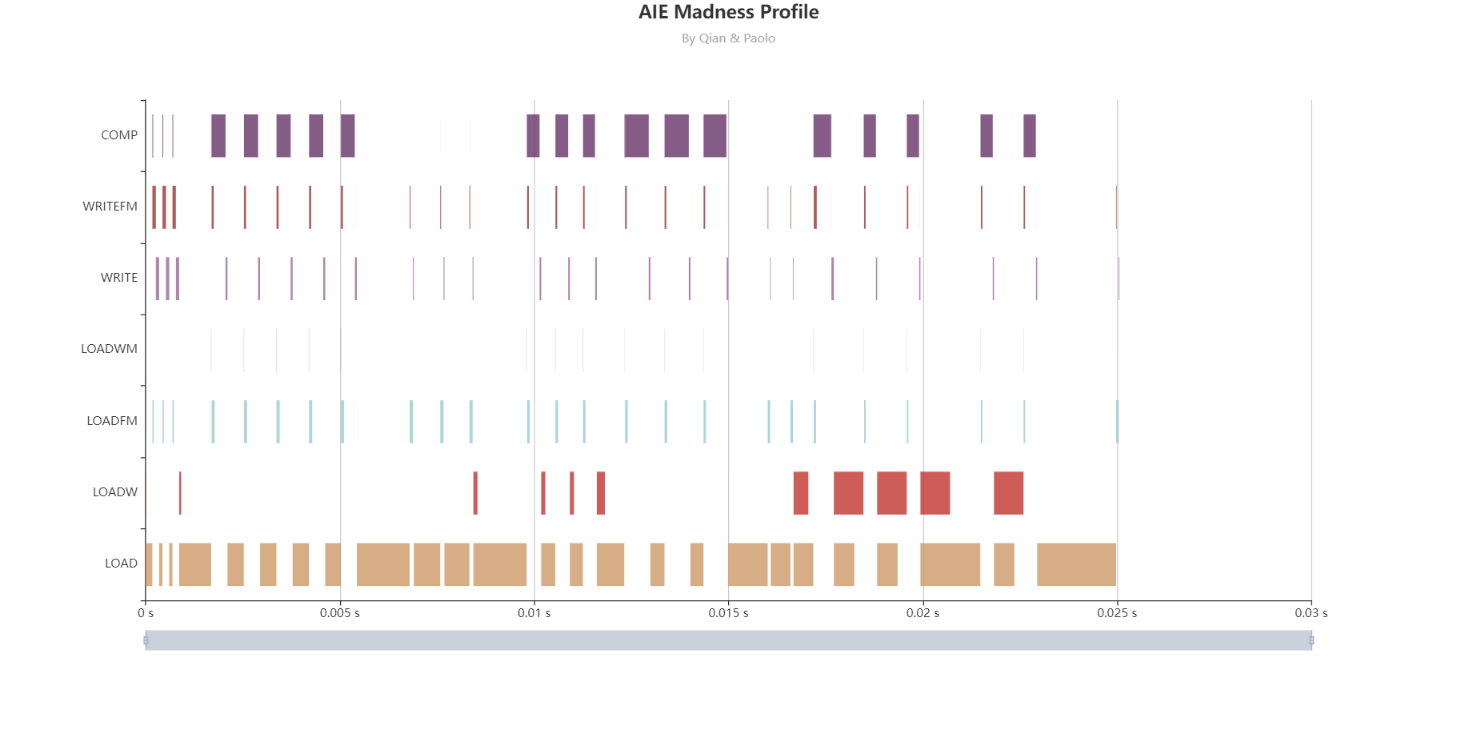 AIE Madness Profile
By Qian & Paolo
COMP
WRITEFM
WRITE
LOADWM
LOADFM
LOADW
LOAD
0 s 0.005 s 0.01 s 0.015 s 0.02 s 0.025 s 0.03 s